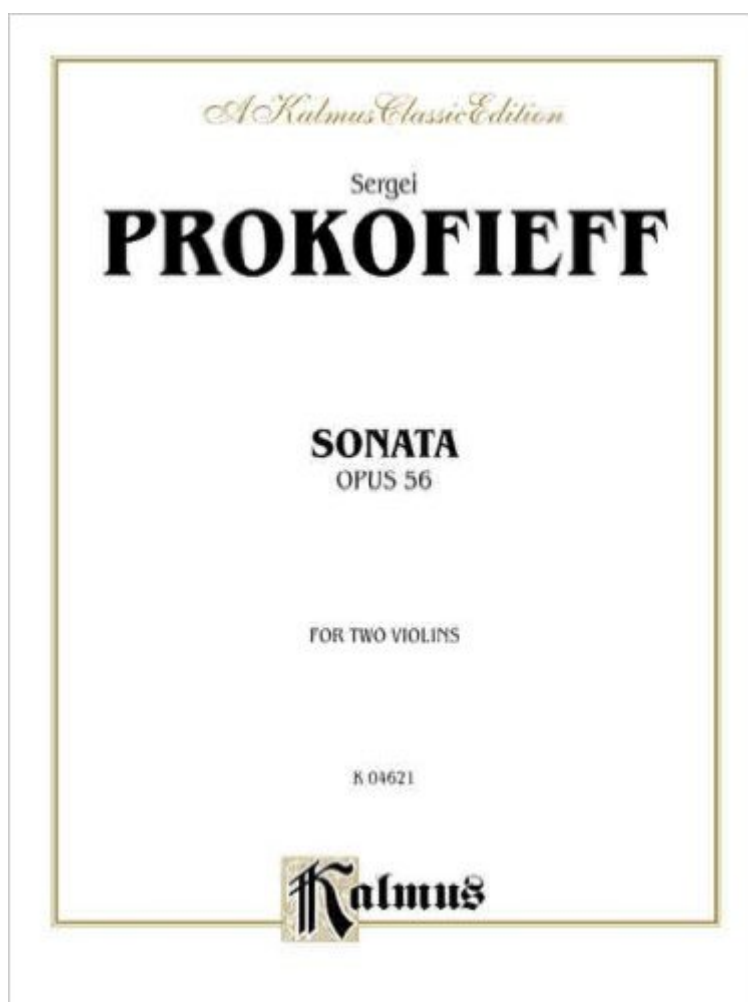 A Kalmus Classic Edition
Sergei
PROKOFIEFF
SONATA
OPUS 56
FOR TWO VIOLINS
K 04621
Kalmus